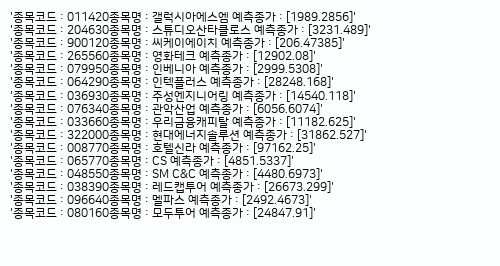 '종목코드 : 011420종목명 : 갤럭시아에스엠 예측종가 : [1989.2856]'
'종목코드 : 204630종목명 : 스튜디오산타클로스 예측종가 : [3231.489]'
'종목코드 : 900120종목명 : 씨케이에이치 예측종가 : [206.47385]'
'종목코드 : 265560종목명 : 영화테크 예측종가 : [12902.08]'
'종목코드 : 079950종목명 : 인베니아 예측종가 : [2999.5308]'
'종목코드 : 064290종목명 : 인텍플러스 예측종가 : [28248.168]'
'종목코드 : 036930종목명 : 주성엔지니어링 예측종가 : [14540.118]'
'종목코드 : 076340종목명 : 관악산업 예측종가 : [6056.6074]'
'종목코드 : 033660종목명 : 우리금융캐피탈 예측종가 : [11182.625]'
'종목코드 : 322000종목명 : 현대에너지솔루션 예측종가 : [31862.527]'
'종목코드 : 008770종목명 : 호텔신라 예측종가 : [97162.25]'
'종목코드 : 065770종목명 : CS 예측종가 : [4851.5337]'
'종목코드 : 048550종목명 : SM C&C 예측종가 : [4480.6973]'
'종목코드 : 038390종목명 : 레드캡투어 예측종가 : [26673.299]'
'종목코드 : 096640종목명 : 멜파스 예측종가 : [2492.4673]'
'종목코드 : 080160종목명 : 모두투어 예측종가 : [24847.91]'